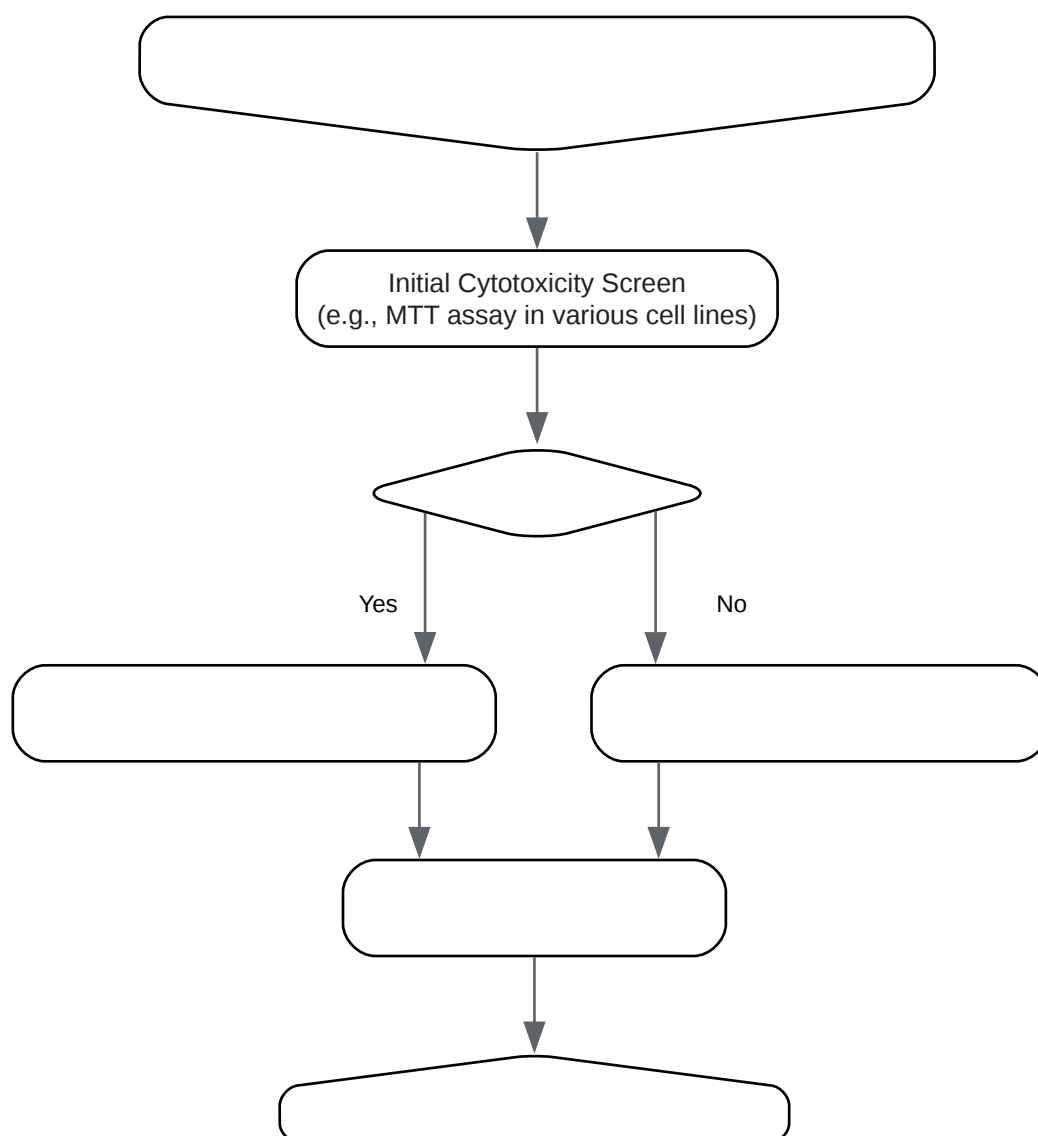 Initial Cytotoxicity Screen
(e.g., MTT assay in various cell lines)
Yes
No